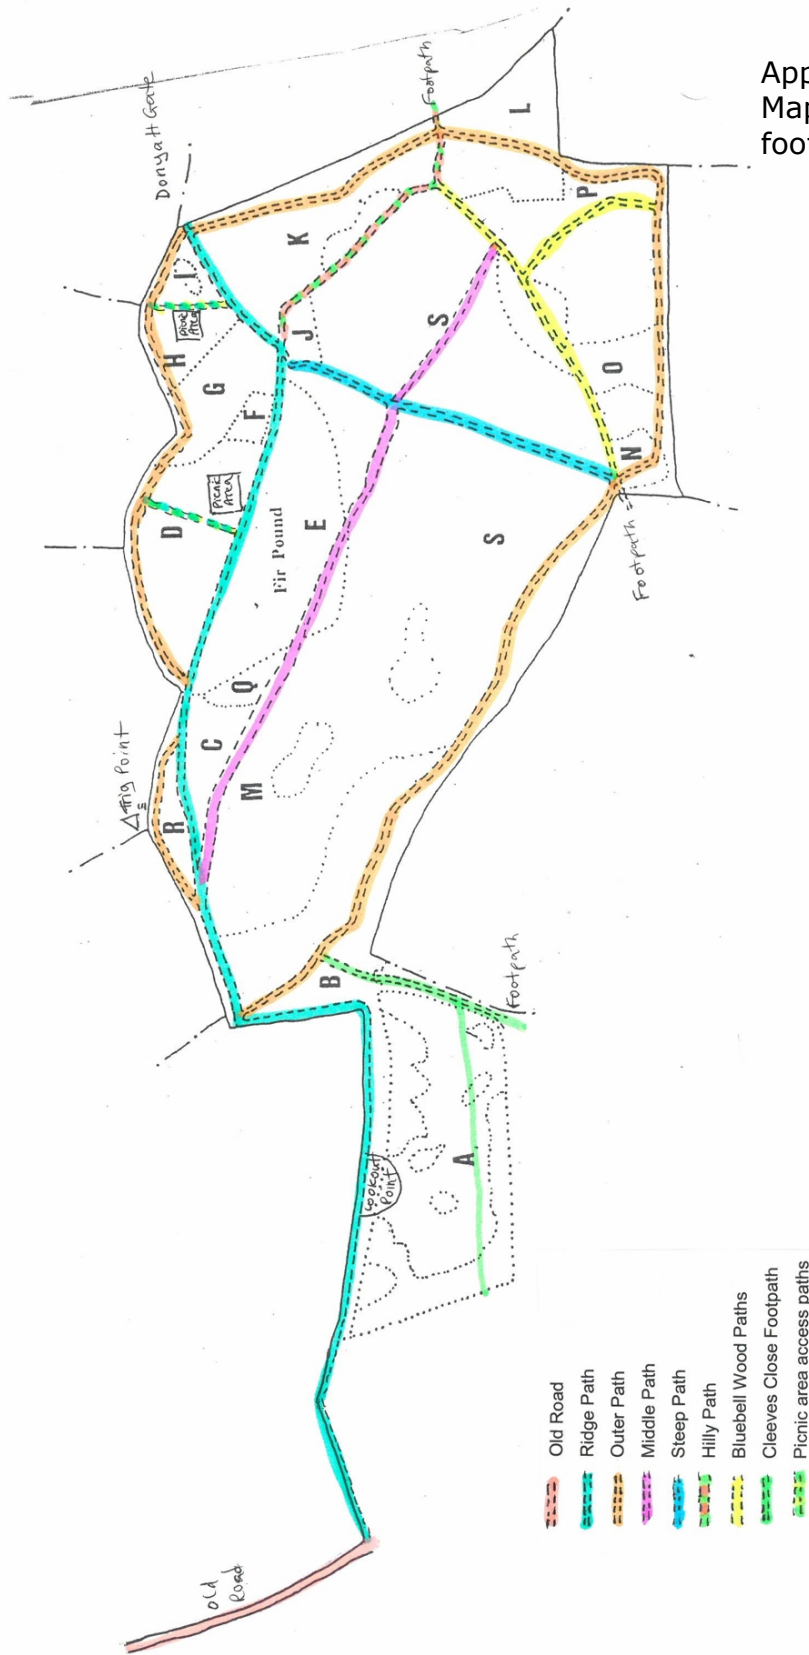 App
Map
foot
Footpath
Donyatt Gate
L
P
K
I
Picnic
Area
H
J
S
G
F
O
N
D
Picnic
Area
Fir Pound
E
S
Footpath =
Q
C
M
Trig Point
R
B
Footpath
Lookout
Point
A
Old
Road
Old Road
Ridge Path
Outer Path
Middle Path
Steep Path
Hilly Path
Bluebell Wood Paths
Cleeves Close Footpath
Picnic area access paths